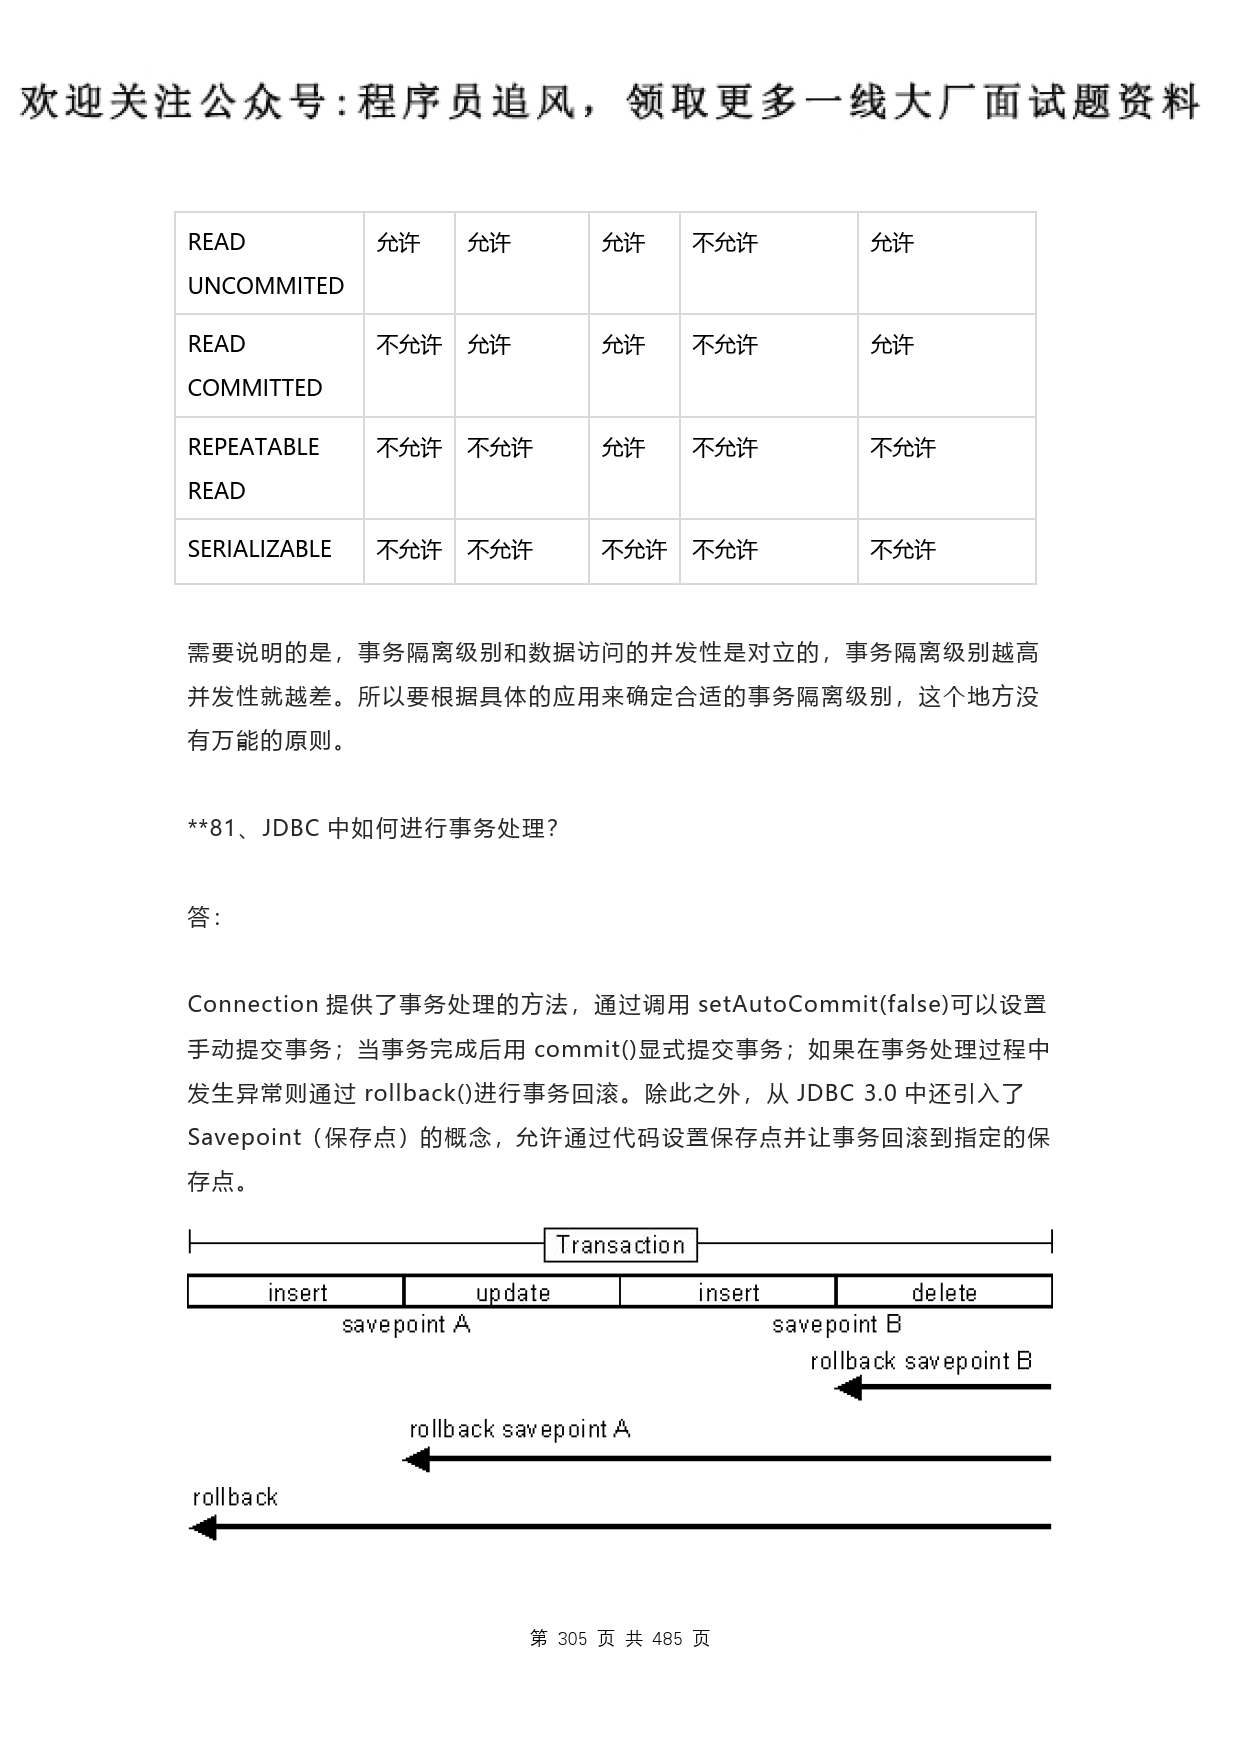 欢迎关注公众号:程序员追风，领取更多一线大厂面试题资料
READ UNCOMMITED 允许 允许 允许 不允许 允许
READ COMMITTED 不允许 允许 允许 不允许 允许
REPEATABLE READ 不允许 不允许 允许 不允许 不允许
SERIALIZABLE 不允许 不允许 不允许 不允许 不允许
需要说明的是，事务隔离级别和数据访问的并发性是对立的，事务隔离级别越高
并发性就越差。所以要根据具体的应用来确定合适的事务隔离级别，这个地方没
有万能的原则。
**81、JDBC 中如何进行事务处理？
答：
Connection 提供了事务处理的方法，通过调用 setAutoCommit(false)可以设置
手动提交事务；当事务完成后用 commit()显式提交事务；如果在事务处理过程中
发生异常则通过 rollback()进行事务回滚。除此之外，从 JDBC 3.0 中还引入了
Savepoint（保存点）的概念，允许通过代码设置保存点并让事务回滚到指定的保
存点。
Transaction
insert update insert delete
savepoint A savepoint B
rollback savepoint B
rollback savepoint A
rollback
第 305 页 共 485 页